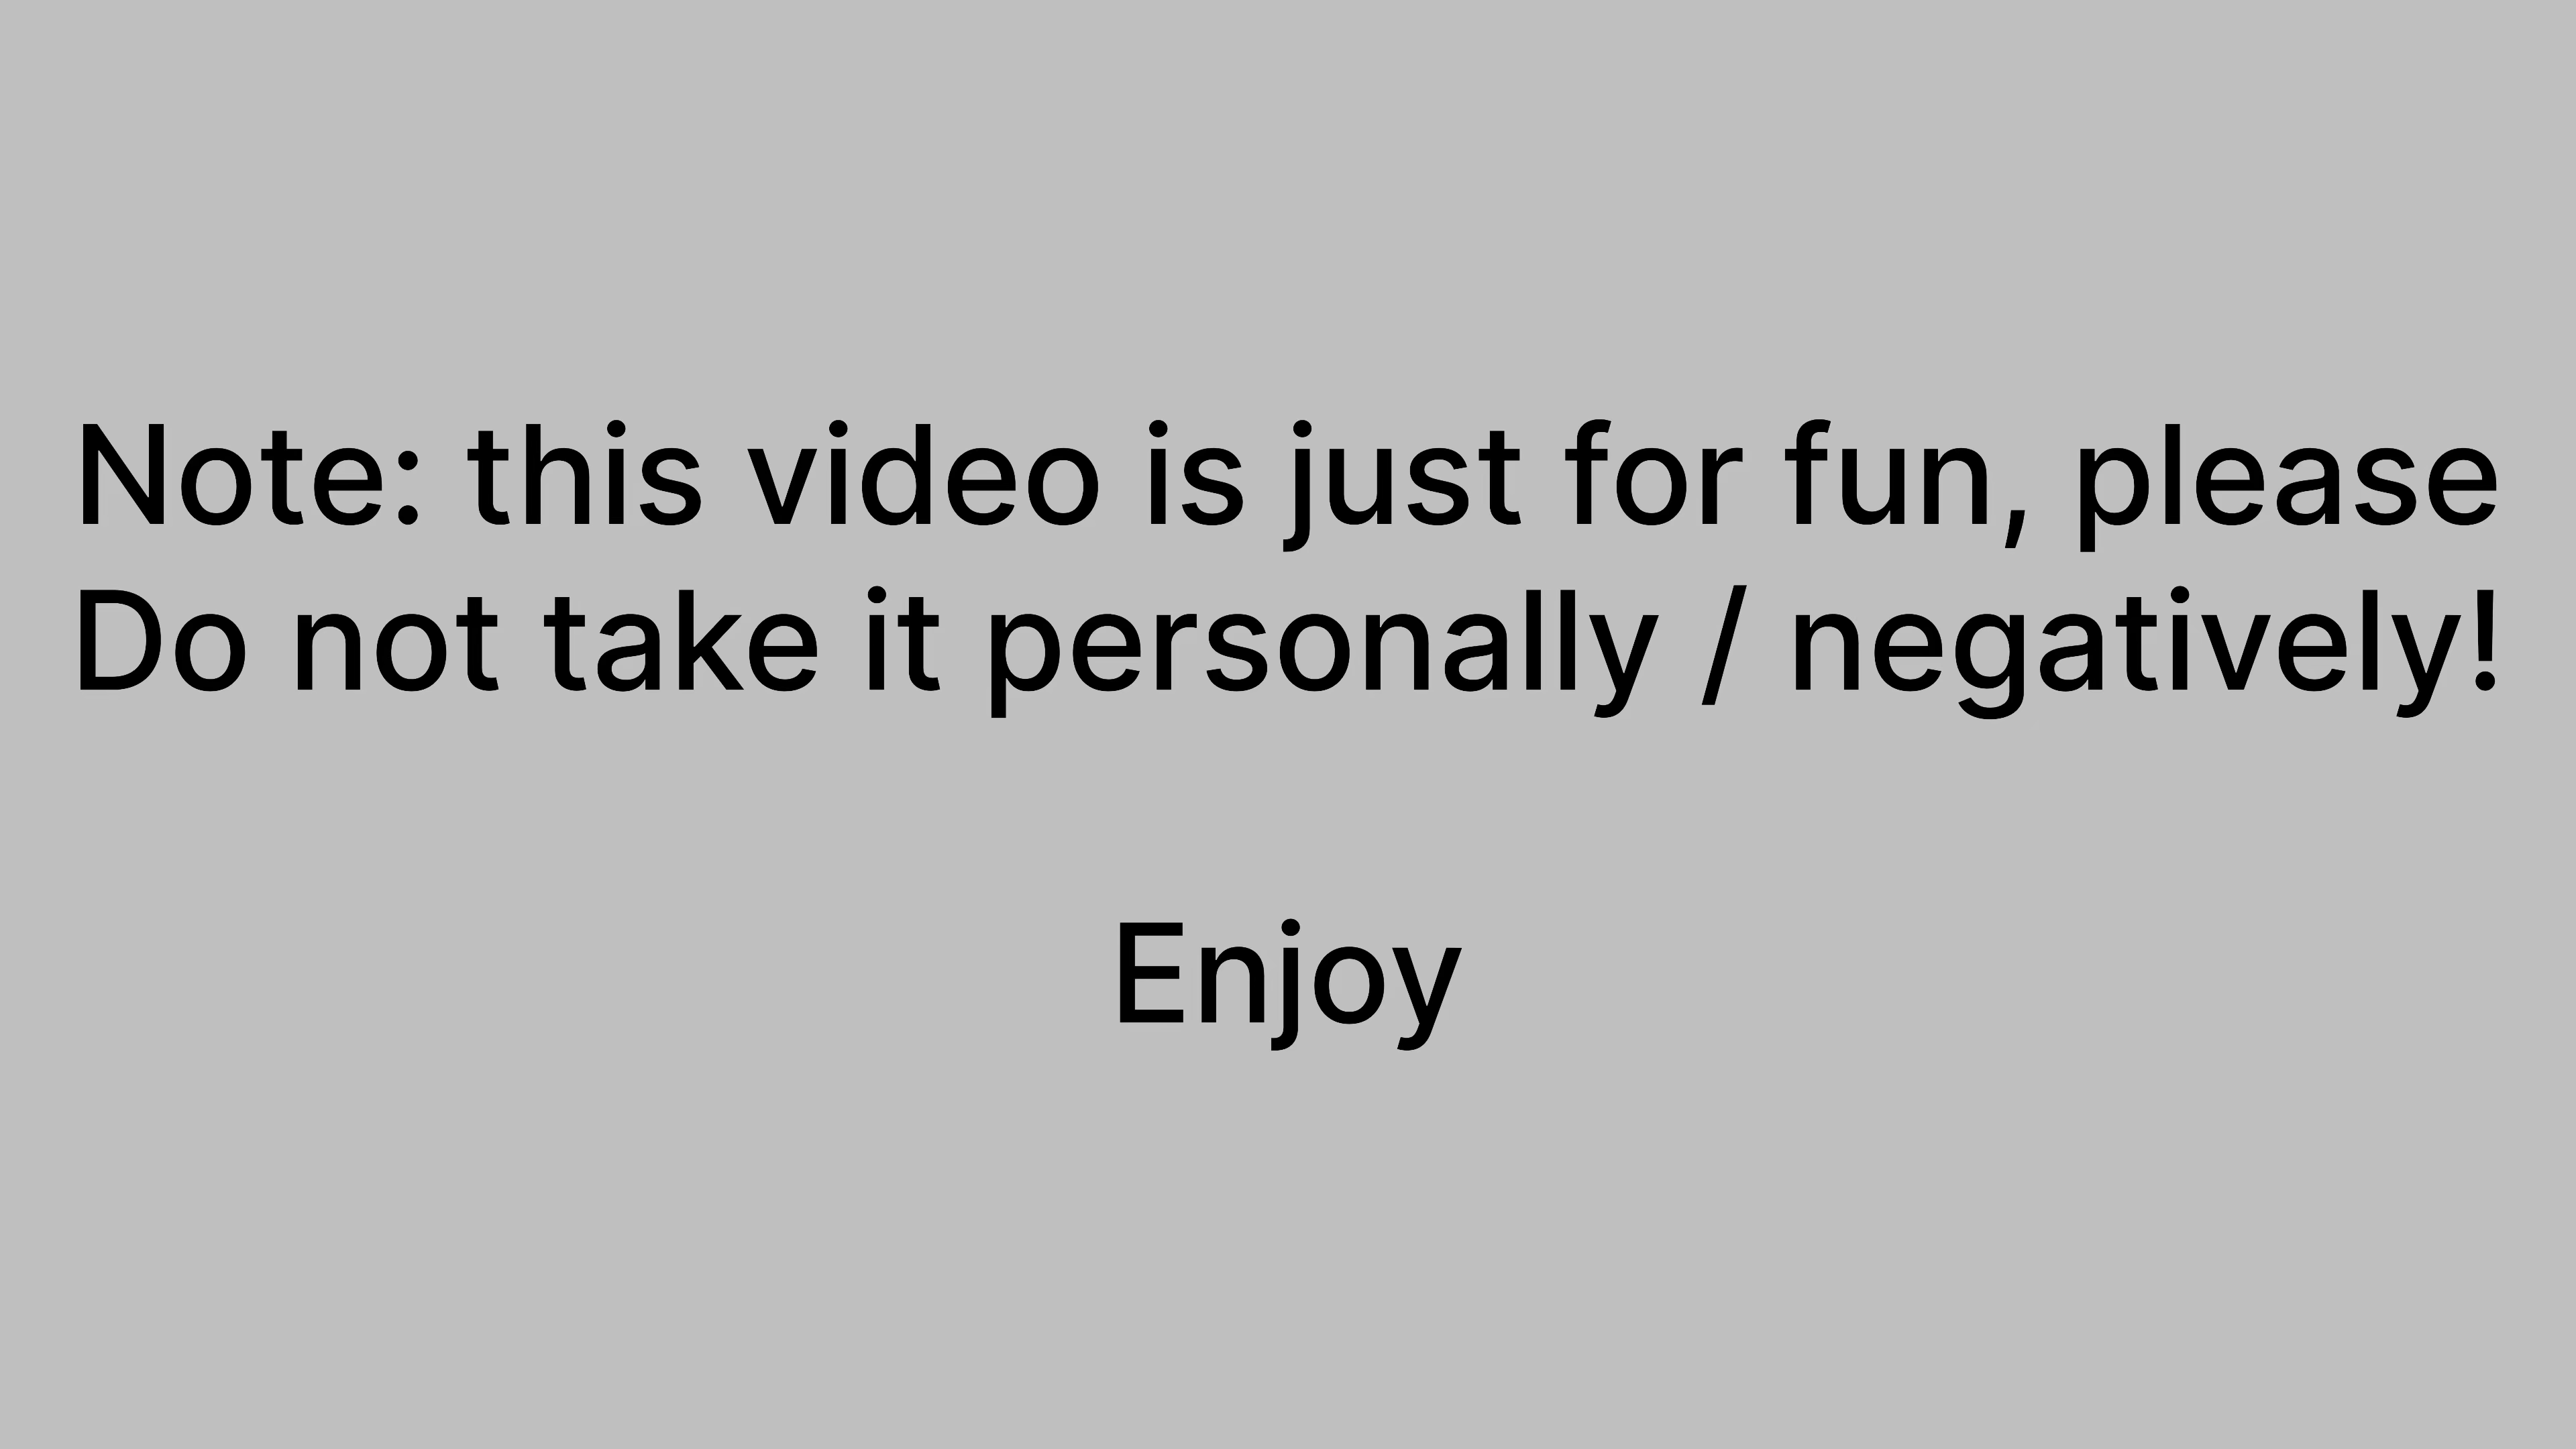 Note: this video is just for fun, please
Do not take it personally / negatively!
Enjoy